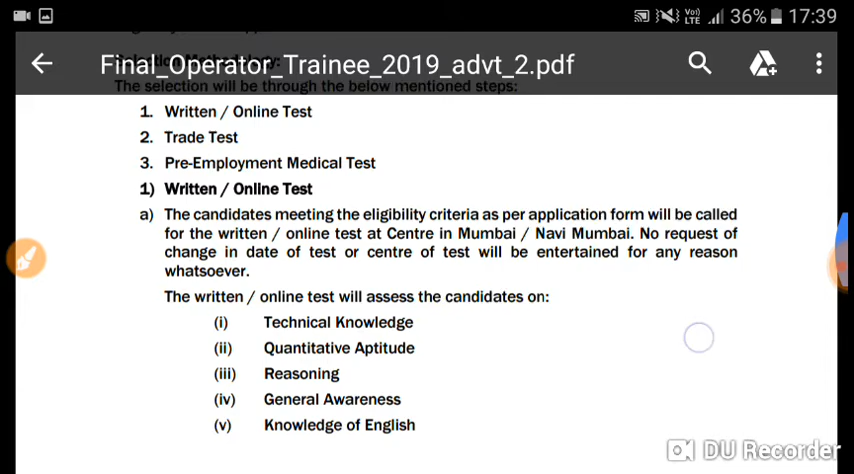 36% 17:39
Final_Operator_Trainee_2019_advt_2.pdf
The selection will be through the below mentioned steps:
1. Written / Online Test
2. Trade Test
3. Pre-Employment Medical Test
1) Written / Online Test
a) The candidates meeting the eligibility criteria as per application form will be called
for the written / online test at Centre in Mumbai / Navi Mumbai. No request of
change in date of test or centre of test will be entertained for any reason
whatsoever.
The written / online test will assess the candidates on:
(i) Technical Knowledge
(ii) Quantitative Aptitude
(iii) Reasoning
(iv) General Awareness
(v) Knowledge of English
DU Recorder